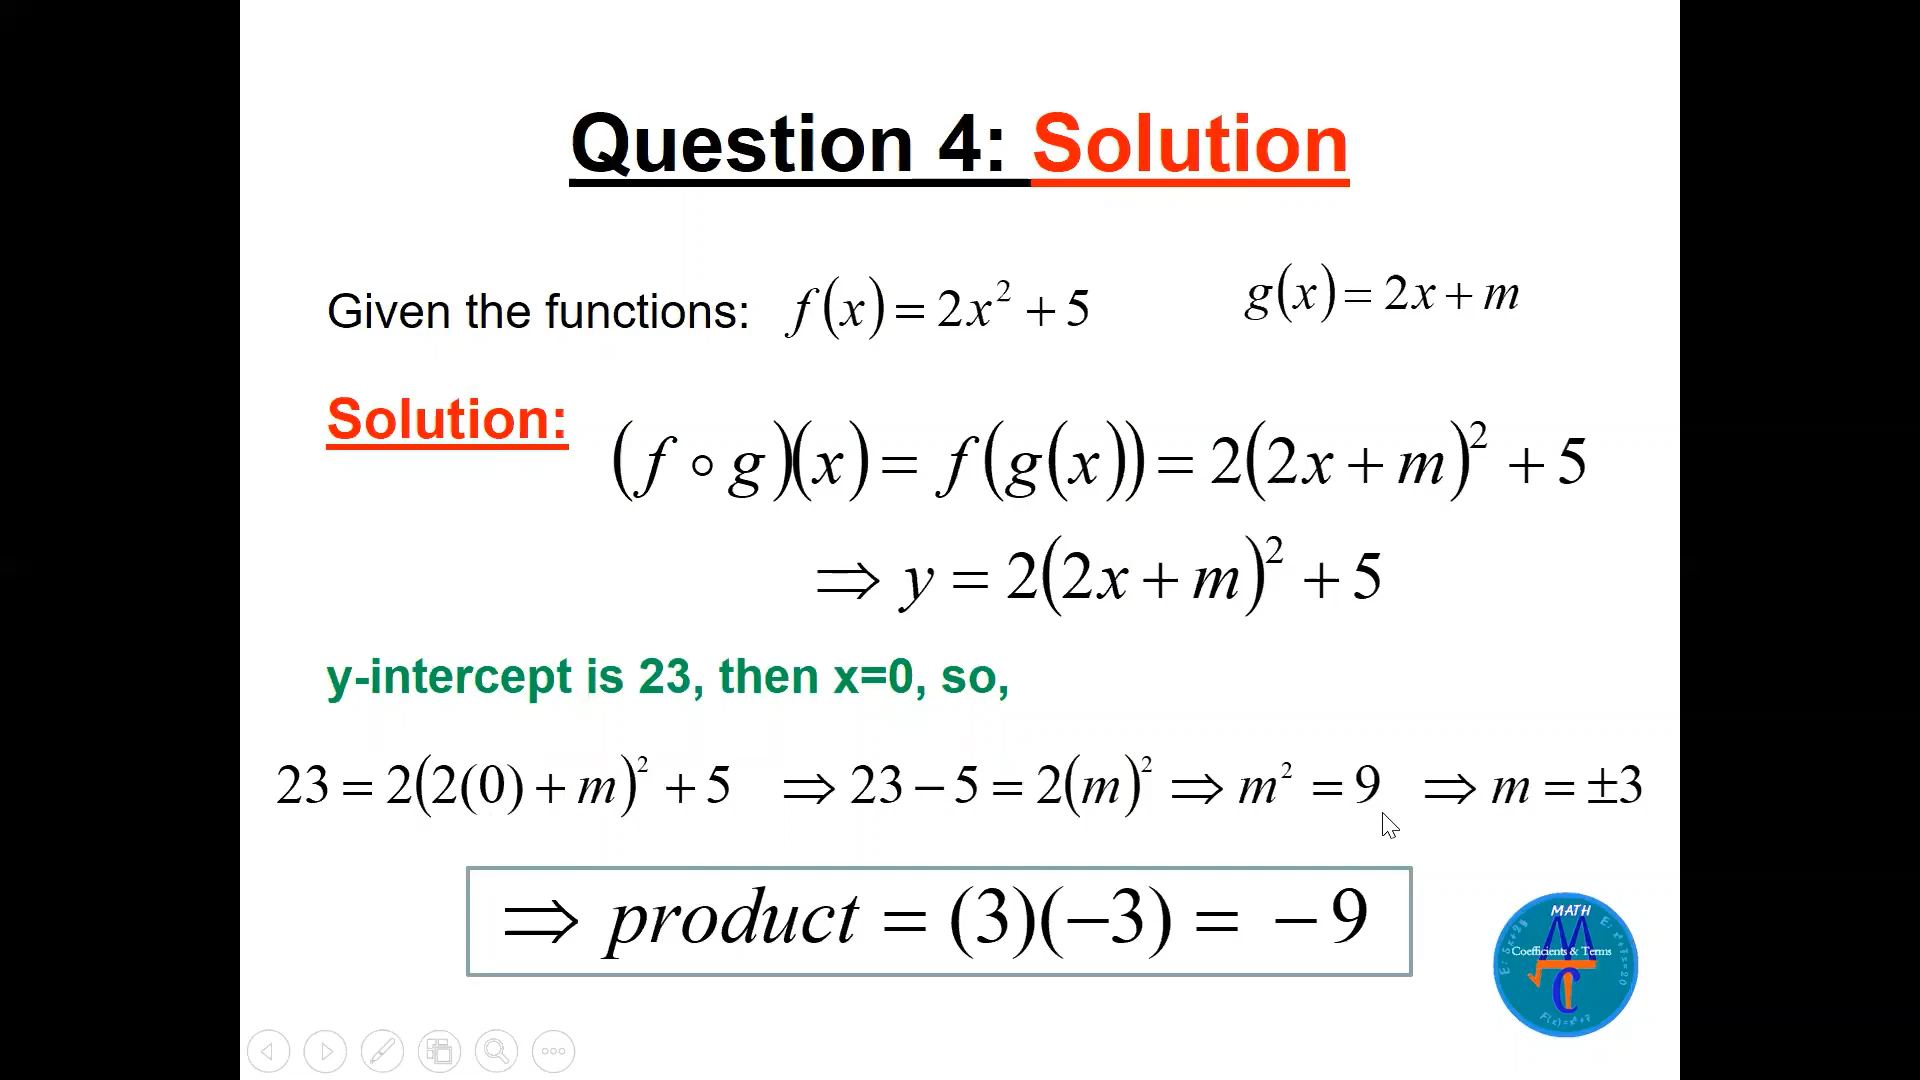 Question 4: Solution
Given the functions: f(x) = 2x² + 5 g(x) = 2x + m
Solution:
(f ∘ g)(x) = f(g(x)) = 2(2x + m)² + 5
⇒ y = 2(2x + m)² + 5
y-intercept is 23, then x=0, so,
23 = 2(2(0) + m)² + 5 ⇒ 23 − 5 = 2(m)² ⇒ m² = 9 ⇒ m = ±3
⇒ product = (3)(−3) = −9
MATH
Coefficients & Terms